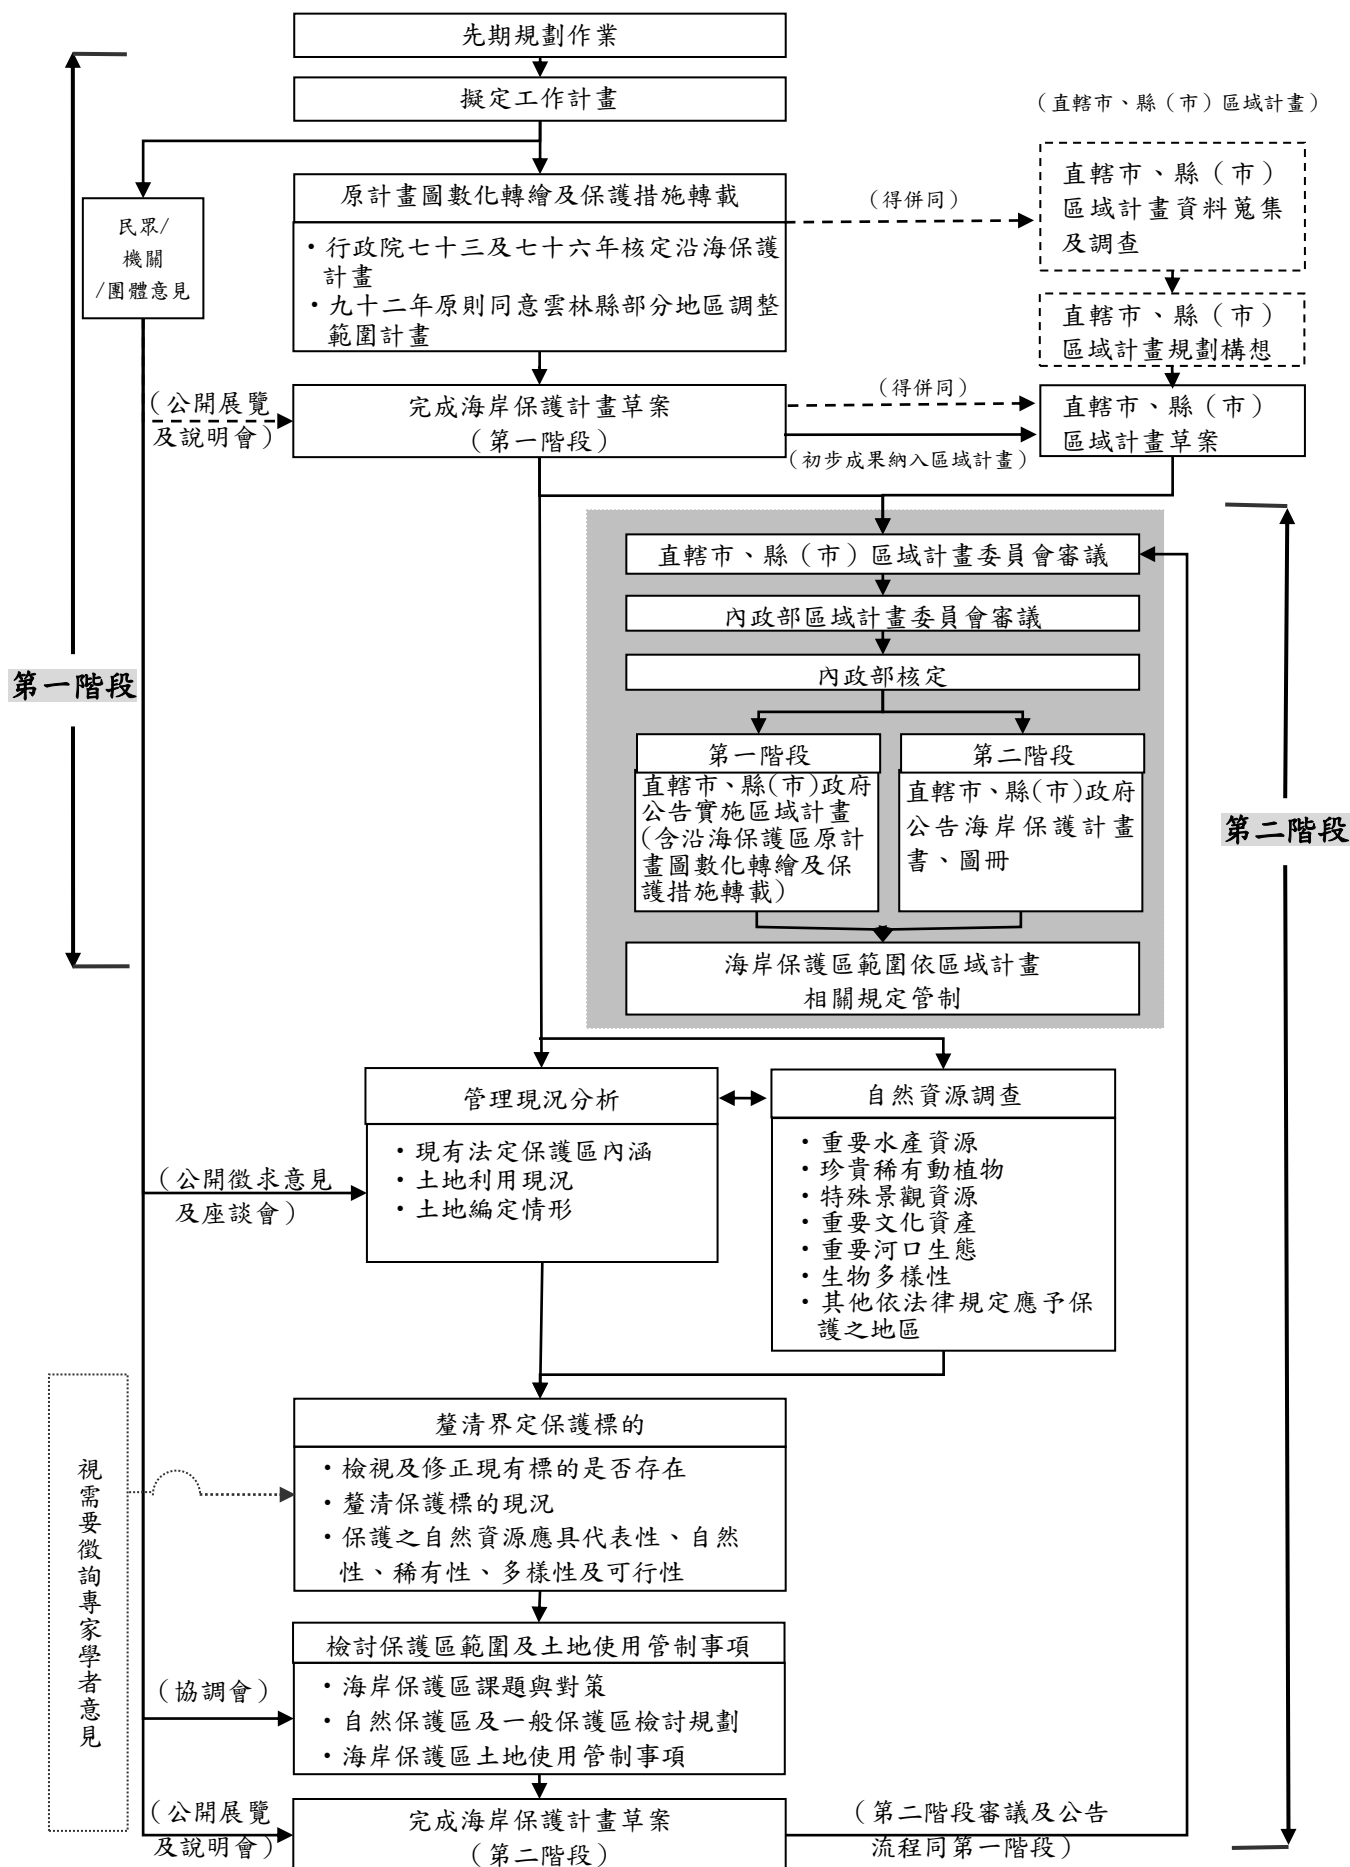 先期規劃作業
擬定工作計畫
（直轄市、縣（市）區域計畫）
直轄市、縣（市）
區域計畫資料蒐集
及調查
原計畫圖數化轉繪及保護措施轉載
（得併同）
・行政院七十三及七十六年核定沿海保護
計畫
・九十二年原則同意雲林縣部分地區調整
範圍計畫
民眾/
機關
/團體意見
直轄市、縣（市）
區域計畫規劃構想
（公開展覽
及說明會）
完成海岸保護計畫草案
（第一階段）
（得併同）
（初步成果納入區域計畫）
直轄市、縣（市）
區域計畫草案
直轄市、縣（市）區域計畫委員會審議
內政部區域計畫委員會審議
內政部核定
第一階段
第一階段
直轄市、縣(市)政府
公告實施區域計畫
(含沿海保護區原計
畫圖數化轉繪及保
護措施轉載)
第二階段
直轄市、縣(市)政府
公告海岸保護計畫
書、圖冊
第二階段
海岸保護區範圍依區域計畫
相關規定管制
管理現況分析
・現有法定保護區內涵
・土地利用現況
・土地編定情形
自然資源調查
・重要水產資源
・珍貴稀有動植物
・特殊景觀資源
・重要文化資產
・重要河口生態
・生物多樣性
・其他依法律規定應予保
護之地區
（公開徵求意見
及座談會）
釐清界定保護標的
・檢視及修正現有標的是否存在
・釐清保護標的現況
・保護之自然資源應具代表性、自然
性、稀有性、多樣性及可行性
視需要徵詢專家學者意見
檢討保護區範圍及土地使用管制事項
・海岸保護區課題與對策
・自然保護區及一般保護區檢討規劃
・海岸保護區土地使用管制事項
（協調會）
（公開展覽
及說明會）
完成海岸保護計畫草案
（第二階段）
（第二階段審議及公告
流程同第一階段）